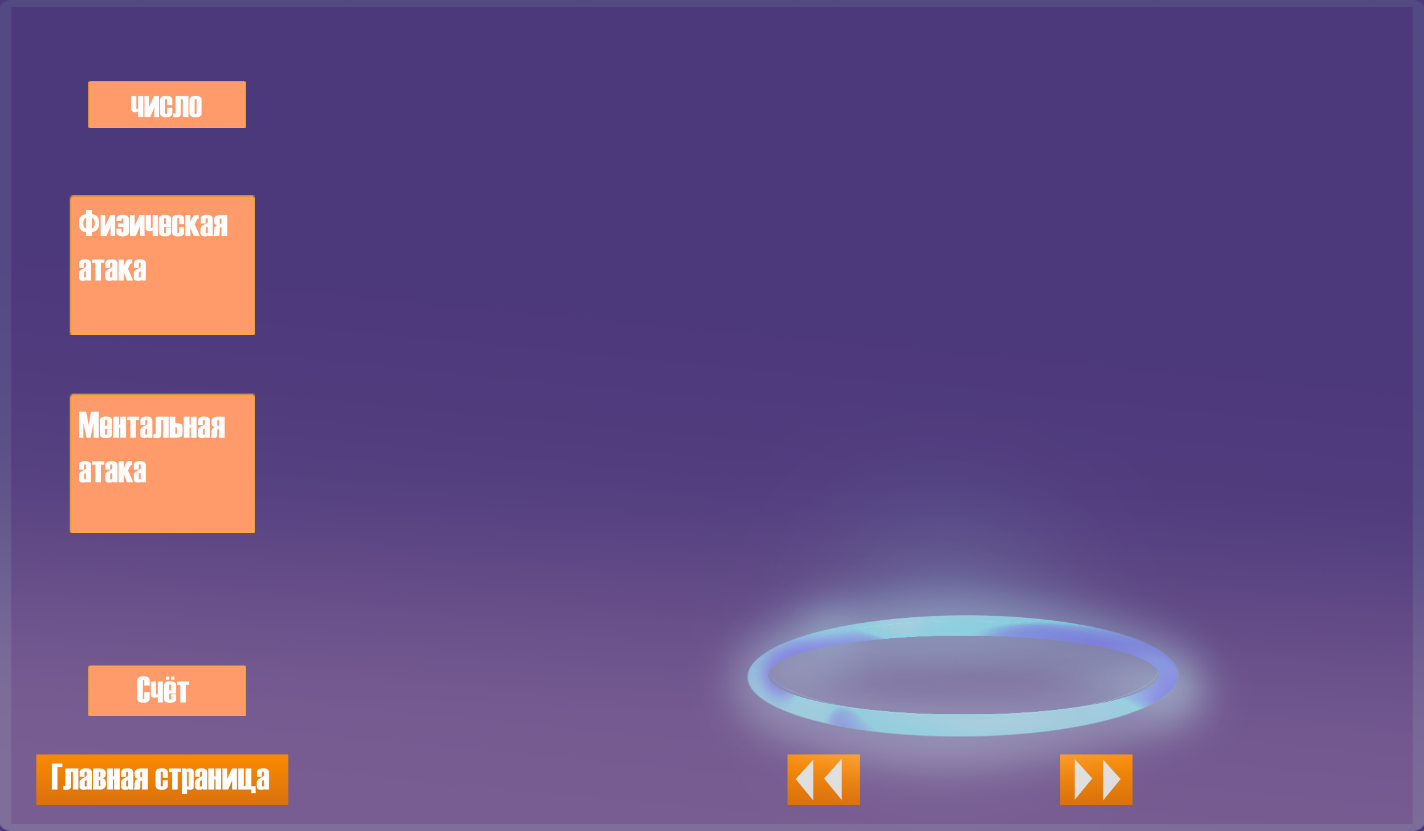 число
Физическая
атака
Ментальная
атака
Счёт
Главная страница